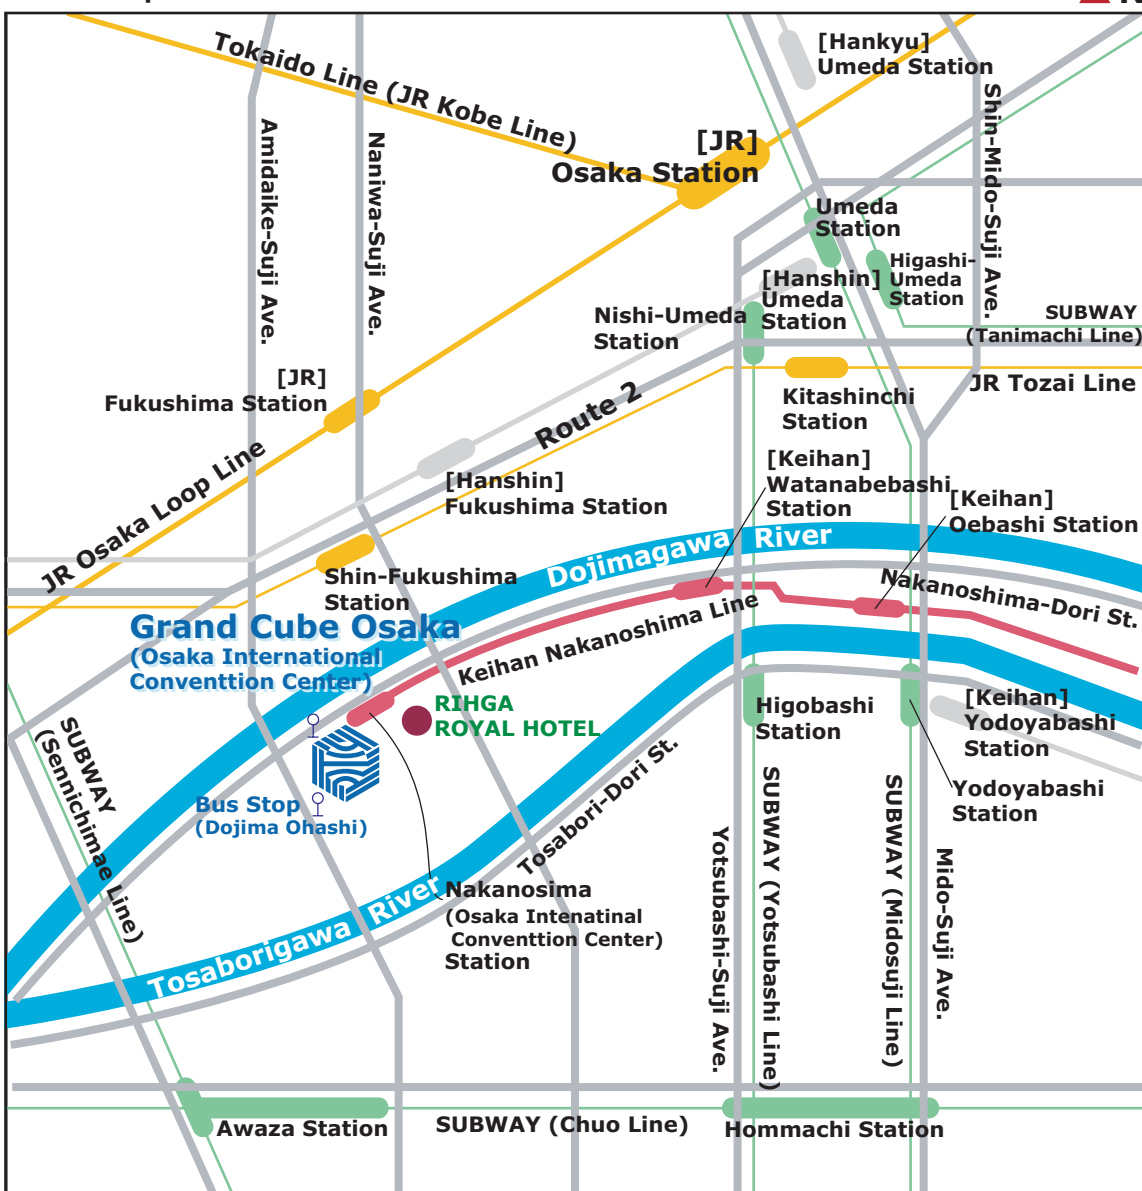 [Hankyu]
Umeda Station
Tokaido Line (JR Kobe Line)
[JR]
Osaka Station
Shin-Mido-Suji Ave.
Amidaike-Suji Ave.
Naniwa-Suji Ave.
Umeda
Station
Higashi-
Umeda
Station
[Hanshin]
Umeda
Station
Nishi-Umeda
Station
SUBWAY
(Tanimachi Line)
[JR]
Fukushima Station
JR Tozai Line
Kitashinchi
Station
Route 2
JR Osaka Loop Line
[Hanshin]
Fukushima Station
[Keihan]
Watanabebashi
Station
[Keihan]
Oebashi Station
Dojimagawa River
Shin-Fukushima
Station
Nakanoshima-Dori St.
Grand Cube Osaka
(Osaka International
Conventtion Center)
Keihan Nakanoshima Line
RIHGA
ROYAL HOTEL
Higobashi
Station
[Keihan]
Yodoyabashi
Station
SUBWAY
(Sennichimae Line)
Bus Stop
(Dojima Ohashi)
Tosabori-Dori St.
Yodoyabashi
Station
SUBWAY (Yotsubashi Line)
SUBWAY (Midosuji Line)
Yotsubashi-Suji Ave.
Mido-Suji Ave.
Nakanosima
(Osaka Intenatinal
Conventtion Center)
Station
Tosaborigawa River
Awaza Station
SUBWAY (Chuo Line)
Hommachi Station